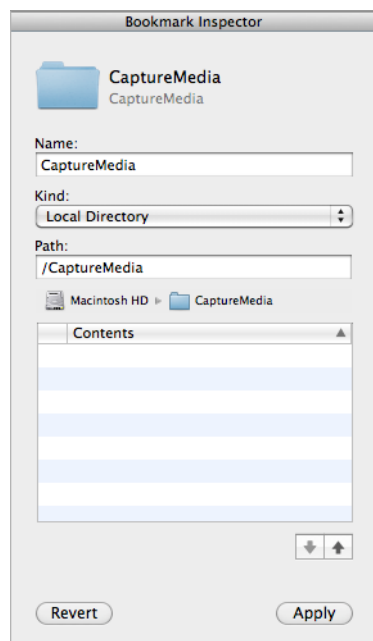 Bookmark Inspector
CaptureMedia
CaptureMedia
Name:
CaptureMedia
Kind:
Local Directory
Path:
/CaptureMedia
Macintosh HD CaptureMedia
Contents
Revert Apply